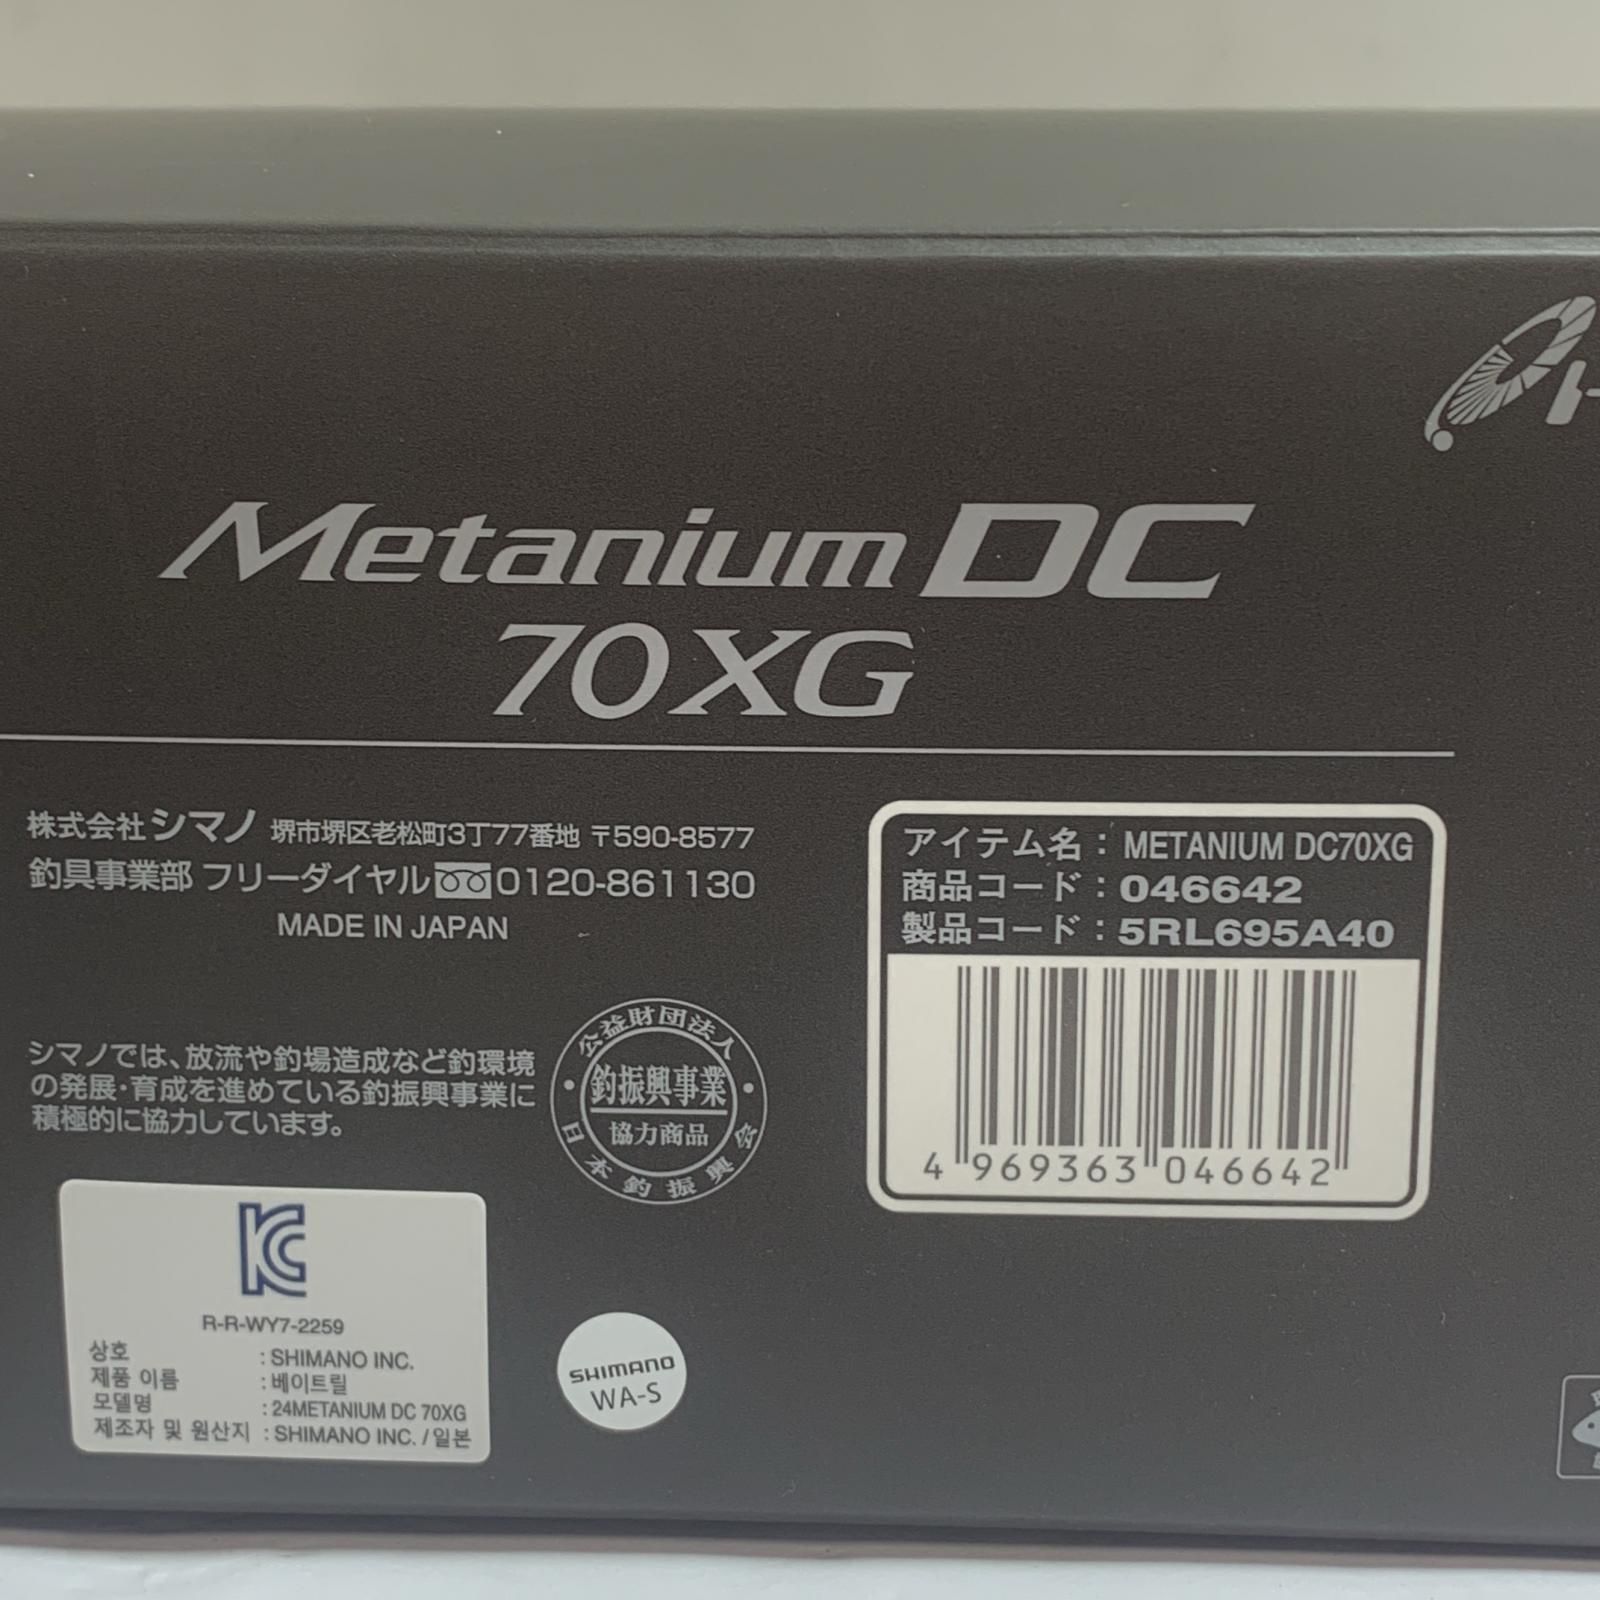 Metanium DC
70XG
株式会社シマノ 堺市堺区老松町3丁77番地 〒590-8577
釣具事業部 フリーダイヤル 0120-861130
MADE IN JAPAN
アイテム名：METANIUM DC70XG
商品コード：046642
製品コード：5RL695A40
4 969363 046642
シマノでは、放流や釣場造成など釣環境
の発展・育成を進めている釣振興事業に
積極的に協力しています。
公益財団法人
釣振興事業
協力商品
日本釣振興会
KC
R-R-WY7-2259
상호 : SHIMANO INC.
제품 이름 : 베이트릴
모델명 : 24METANIUM DC 70XG
제조자 및 원산지 : SHIMANO INC. / 일본
SHIMANO
WA-S